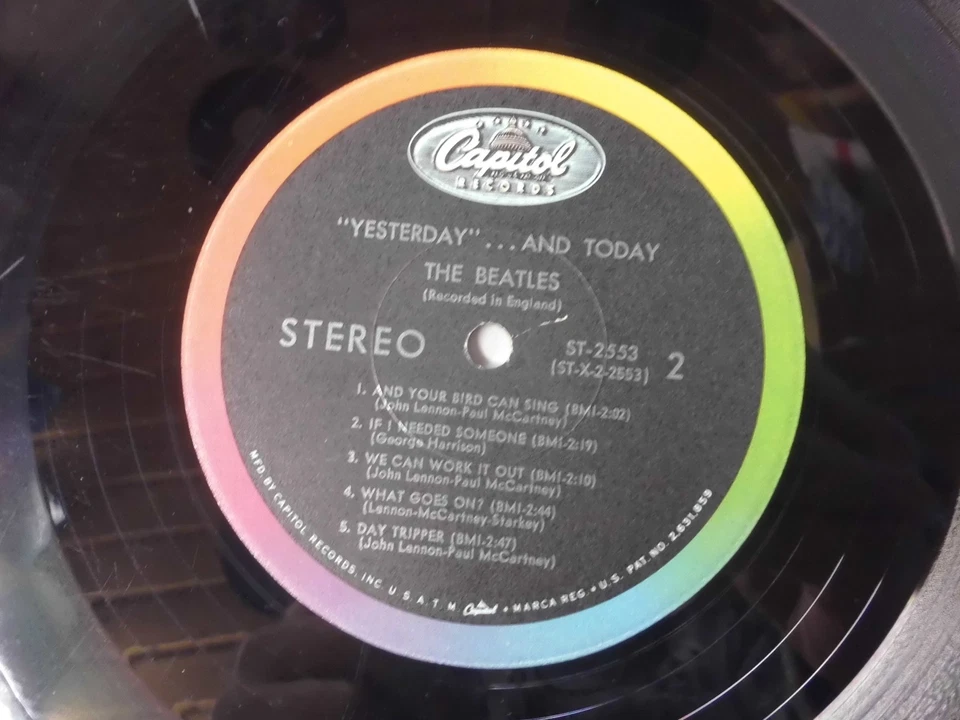 Capitol
RECORDS
"YESTERDAY"...AND TODAY
THE BEATLES
(Recorded in England)
STEREO
ST-2553
(ST-X-2-2553)
2
1. AND YOUR BIRD CAN SING (BMI-2:02)
(John Lennon-Paul McCartney)
2. IF I NEEDED SOMEONE (BMI-2:19)
(George Harrison)
3. WE CAN WORK IT OUT (BMI-2:10)
(John Lennon-Paul McCartney)
4. WHAT GOES ON? (BMI-2:44)
(Lennon-McCartney-Starkey)
5. DAY TRIPPER (BMI-2:47)
(John Lennon-Paul McCartney)
MFD. BY CAPITOL RECORDS, INC. U.S.A. T.M. Capitol • MARCA REG. • U.S. PAT. NO. 2,631,859